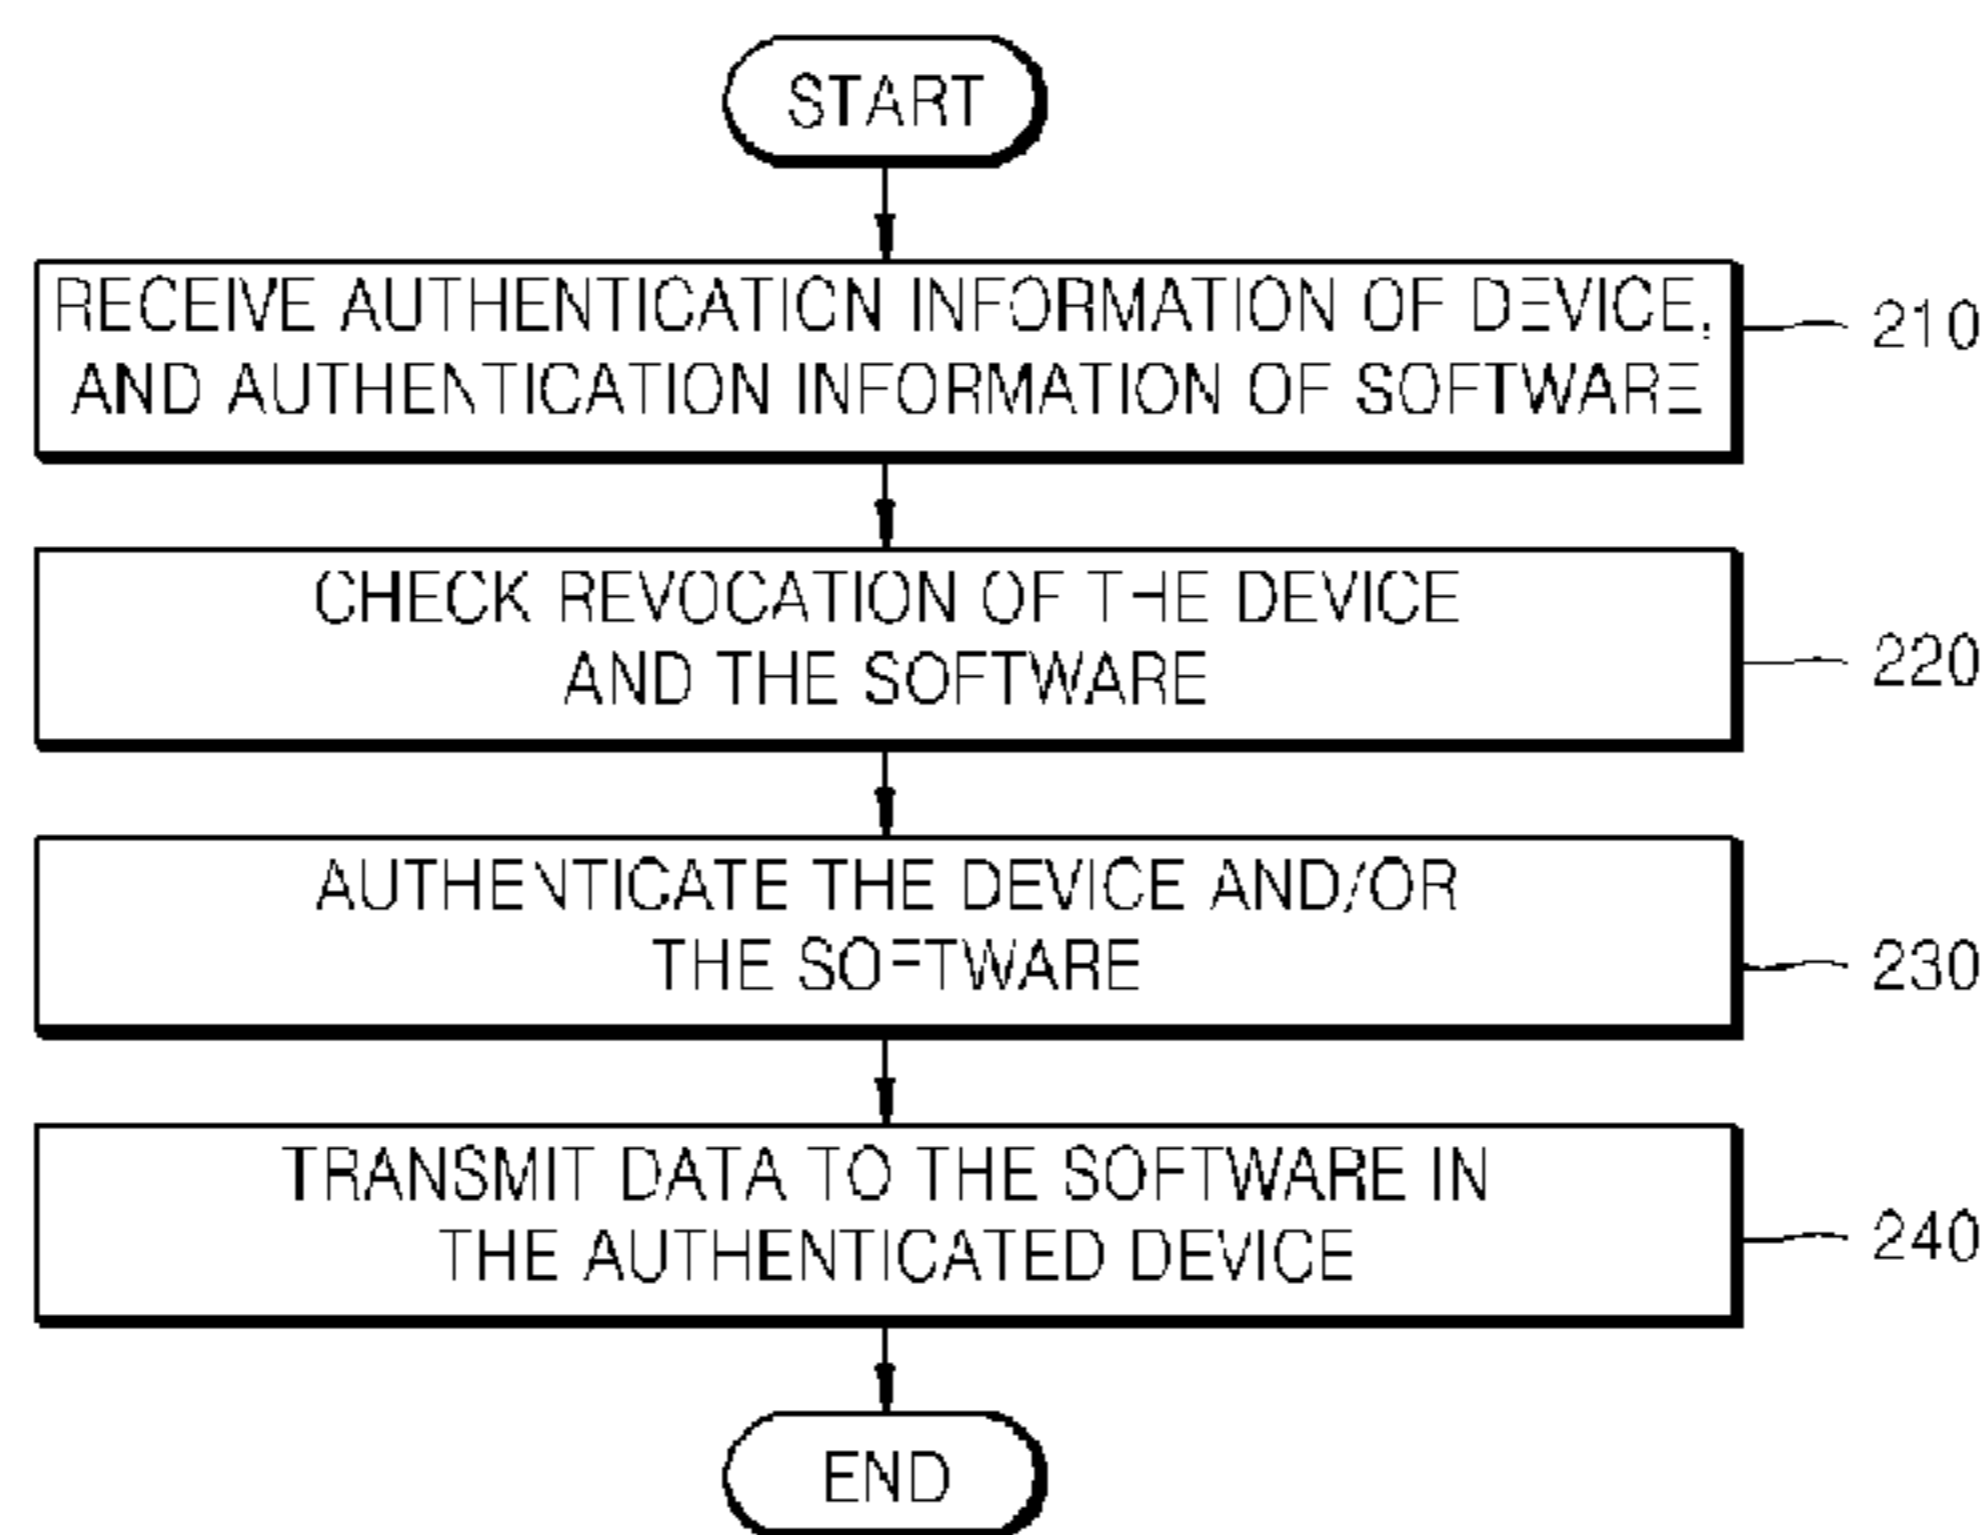 START
RECEIVE AUTHENTICATION INFORMATION OF DEVICE,
AND AUTHENTICATION INFORMATION OF SOFTWARE
210
CHECK REVOCATION OF THE DEVICE
AND THE SOFTWARE
220
AUTHENTICATE THE DEVICE AND/OR
THE SOFTWARE
230
TRANSMIT DATA TO THE SOFTWARE IN
THE AUTHENTICATED DEVICE
240
END